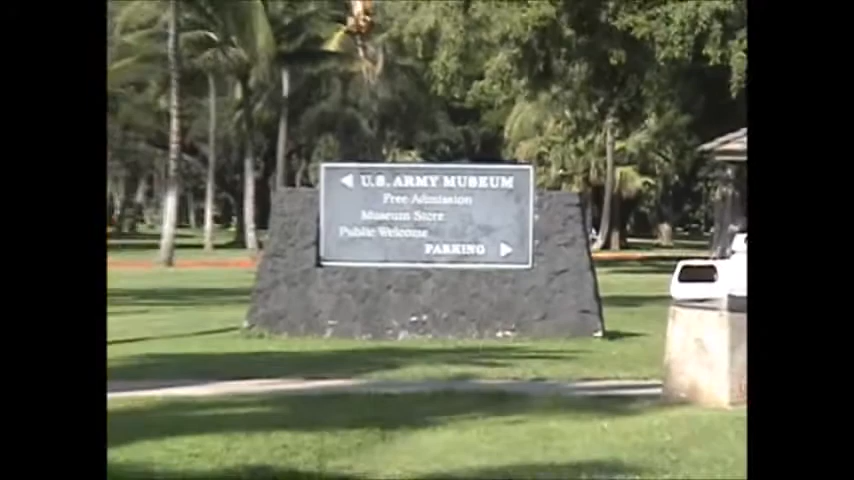 U.S. ARMY MUSEUM
Free Admission
Museum Store
Public Welcome
PARKING